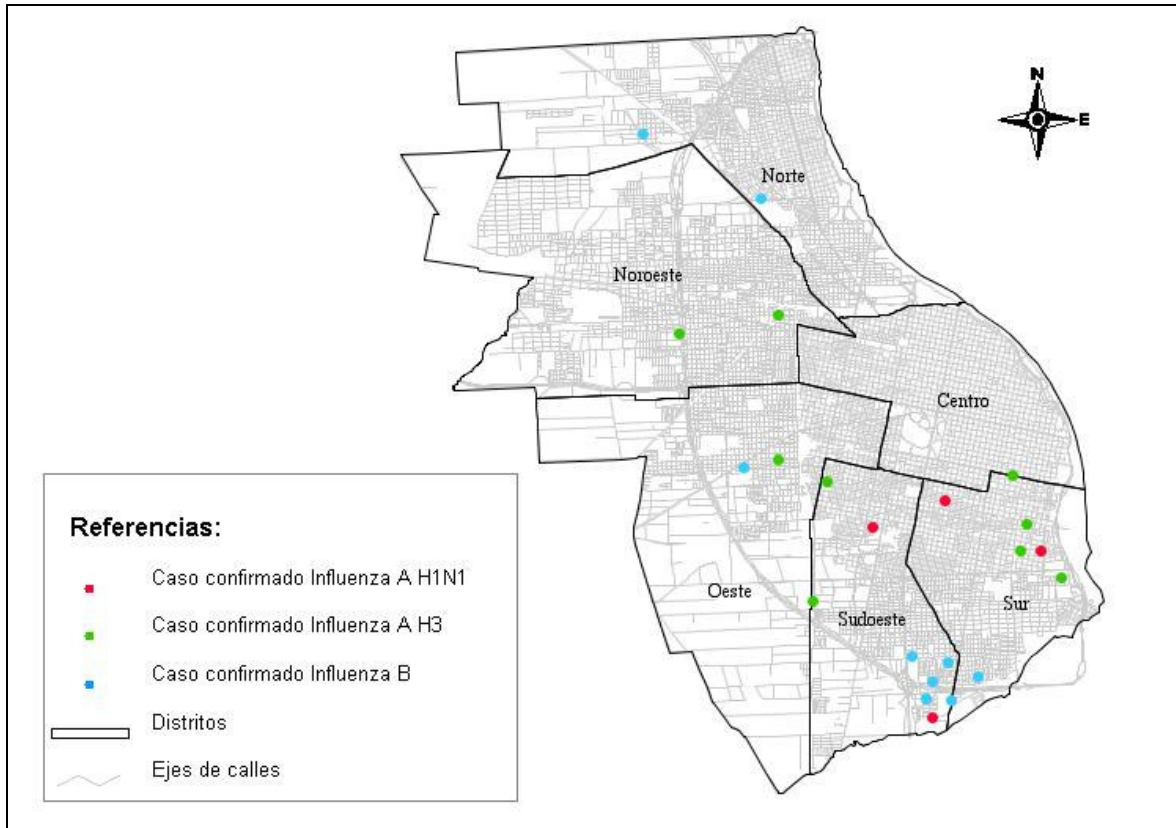 N
E
Norte
Noroeste
Centro
Oeste
Sudoeste
Sur
Referencias:
Caso confirmado Influenza A H1N1
Caso confirmado Influenza A H3
Caso confirmado Influenza B
Distritos
Ejes de calles